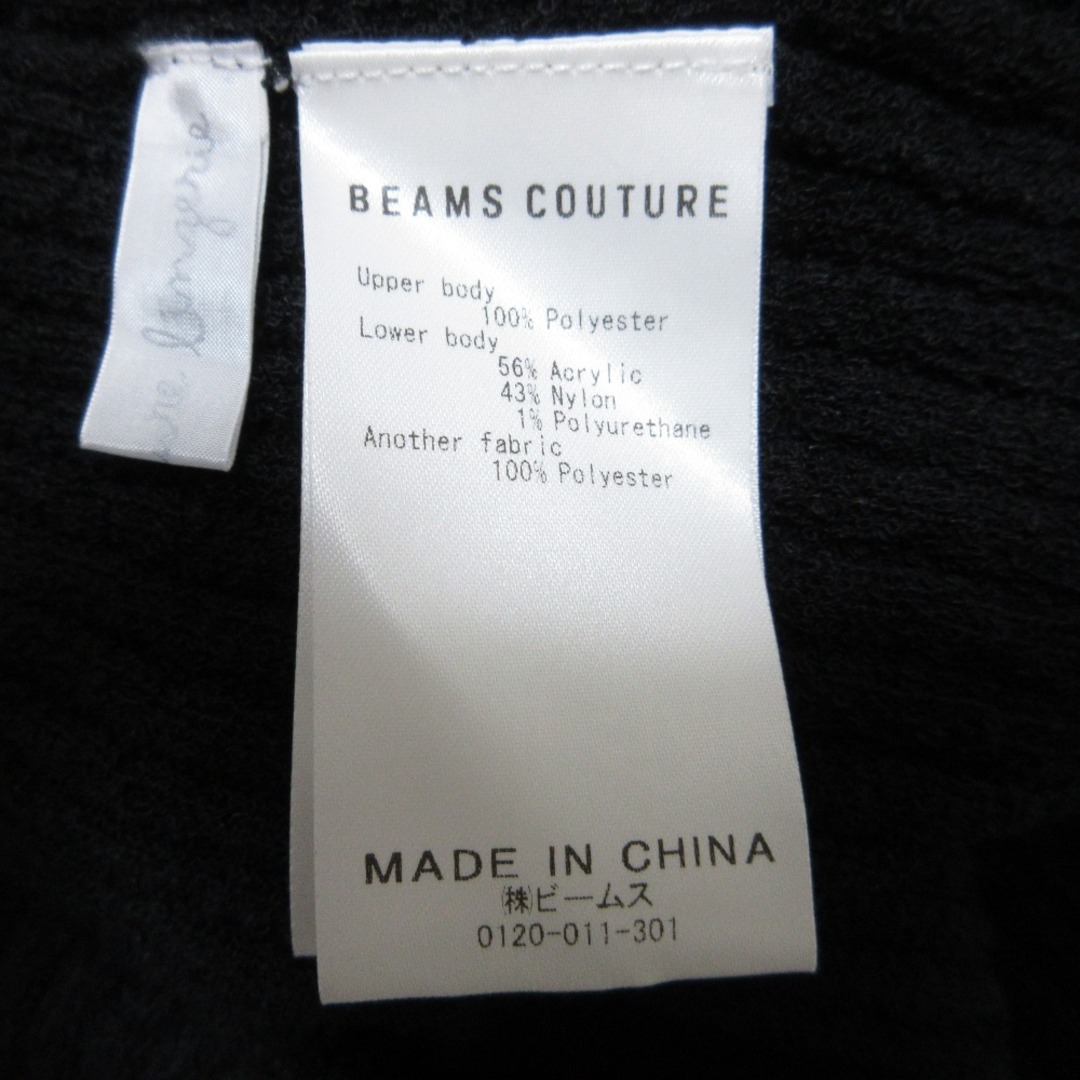 BEAMS COUTURE
Upper body
100% Polyester
Lower body
56% Acrylic
43% Nylon
1% Polyurethane
Another fabric
100% Polyester
MADE IN CHINA
㈱ビームス
0120-011-301